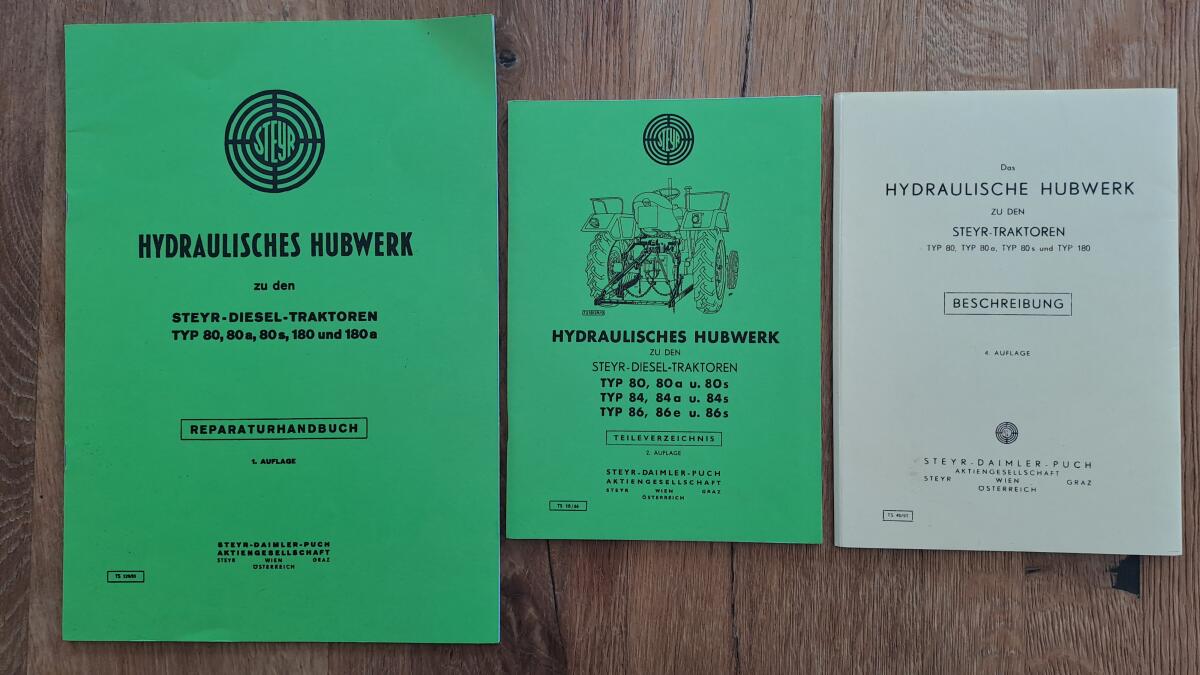 STEYR
HYDRAULISCHES HUBWERK
zu den
STEYR-DIESEL-TRAKTOREN
TYP 80, 80a, 80s, 180 und 180a
REPARATURHANDBUCH
1. AUFLAGE
STEYR-DAIMLER-PUCH
AKTIENGESELLSCHAFT
STEYR WIEN GRAZ
ÖSTERREICH
TS
STEYR
HYDRAULISCHES HUBWERK
ZU DEN
STEYR-DIESEL-TRAKTOREN
TYP 80, 80a u. 80s
TYP 84, 84a u. 84s
TYP 86, 86e u. 86s
TEILEVERZEICHNIS
2. AUFLAGE
STEYR-DAIMLER-PUCH
AKTIENGESELLSCHAFT
STEYR WIEN GRAZ
ÖSTERREICH
TS
Das
HYDRAULISCHE HUBWERK
ZU DEN
STEYR-TRAKTOREN
TYP 80, TYP 80a, TYP 80s und TYP 180
BESCHREIBUNG
4. AUFLAGE
STEYR-DAIMLER-PUCH
AKTIENGESELLSCHAFT
STEYR WIEN GRAZ
ÖSTERREICH
TS